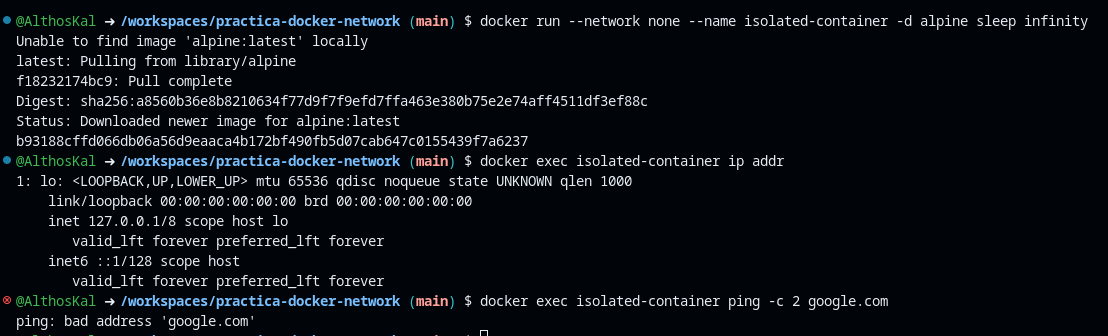 @AlthosKal ➜ /workspaces/practica-docker-network (main) $ docker run --network none --name isolated-container -d alpine sleep infinity
Unable to find image 'alpine:latest' locally
latest: Pulling from library/alpine
f18232174bc9: Pull complete
Digest: sha256:a8560b36e8b8210634f77d9f7f9efd7ffa463e380b75e2e74aff4511df3ef88c
Status: Downloaded newer image for alpine:latest
b93188cffd066db06a56d9eaaca4b172bf490fb5d07cab647c0155439f7a6237
@AlthosKal ➜ /workspaces/practica-docker-network (main) $ docker exec isolated-container ip addr
1: lo: <LOOPBACK,UP,LOWER_UP> mtu 65536 qdisc noqueue state UNKNOWN qlen 1000
    link/loopback 00:00:00:00:00:00 brd 00:00:00:00:00:00
    inet 127.0.0.1/8 scope host lo
       valid_lft forever preferred_lft forever
    inet6 ::1/128 scope host
       valid_lft forever preferred_lft forever
@AlthosKal ➜ /workspaces/practica-docker-network (main) $ docker exec isolated-container ping -c 2 google.com
ping: bad address 'google.com'